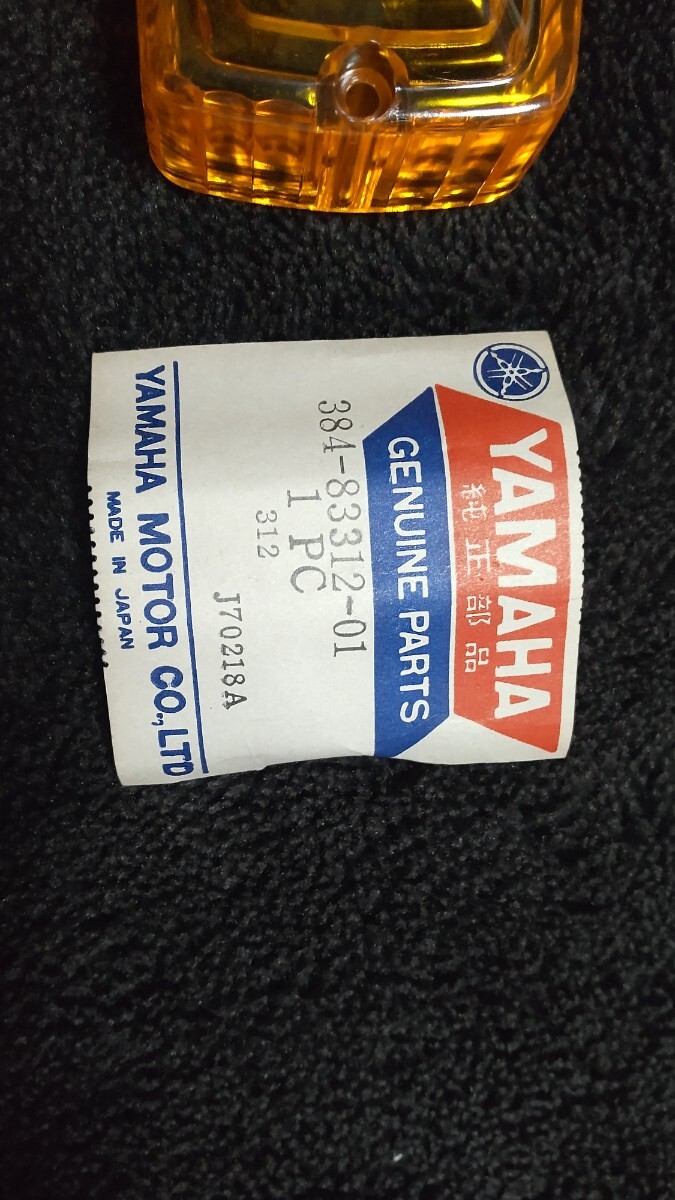 YAMAHA
純正部品
GENUINE PARTS
384-83312-01
1 PC
312
J70218A
YAMAHA MOTOR CO.,LTD
MADE IN JAPAN